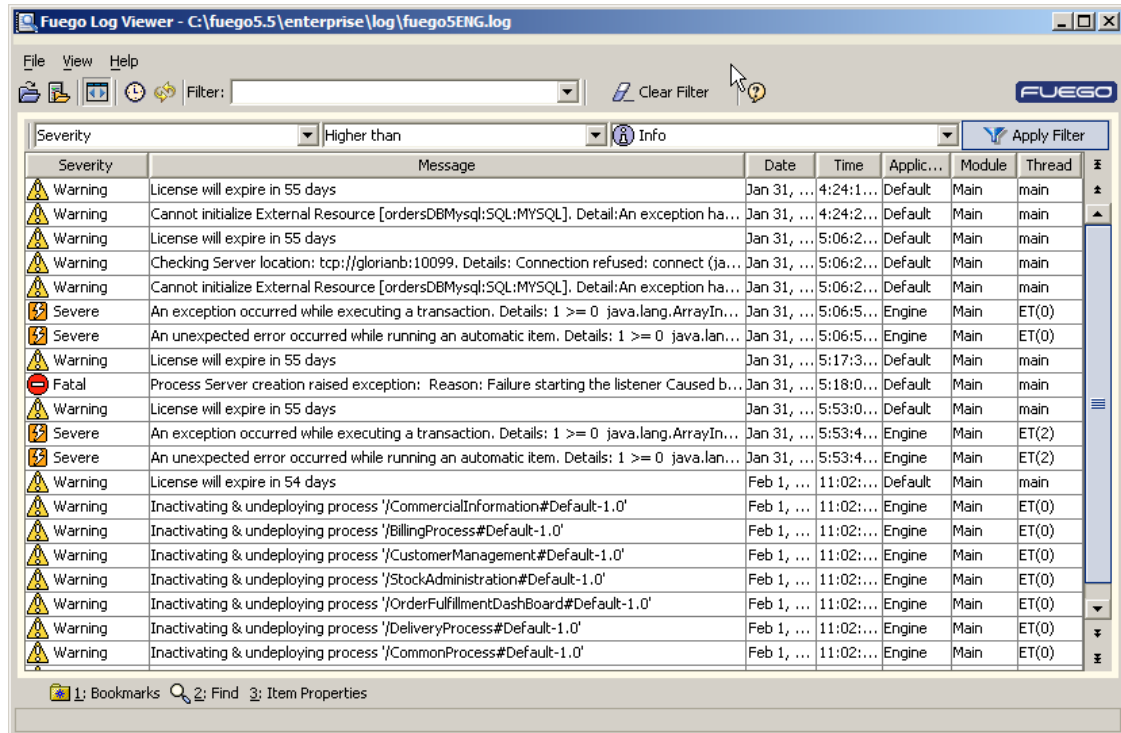 Fuego Log Viewer - C:\fuego5.5\enterprise\log\fuego5ENG.log
File View Help
Filter: Clear Filter FUEGO
Severity Higher than Info Apply Filter
Severity Message Date Time Applic... Module Thread
Warning License will expire in 55 days Jan 31, ... 4:24:1... Default Main main
Warning Cannot initialize External Resource [ordersDBMysql:SQL:MYSQL]. Detail:An exception ha... Jan 31, ... 4:24:2... Default Main main
Warning License will expire in 55 days Jan 31, ... 5:06:2... Default Main main
Warning Checking Server location: tcp://glorianb:10099. Details: Connection refused: connect (ja... Jan 31, ... 5:06:2... Default Main main
Warning Cannot initialize External Resource [ordersDBMysql:SQL:MYSQL]. Detail:An exception ha... Jan 31, ... 5:06:2... Default Main main
Severe An exception occurred while executing a transaction. Details: 1 >= 0 java.lang.ArrayIn... Jan 31, ... 5:06:5... Engine Main ET(0)
Severe An unexpected error occurred while running an automatic item. Details: 1 >= 0 java.lan... Jan 31, ... 5:06:5... Engine Main ET(0)
Warning License will expire in 55 days Jan 31, ... 5:17:3... Default Main main
Fatal Process Server creation raised exception: Reason: Failure starting the listener Caused b... Jan 31, ... 5:18:0... Default Main main
Warning License will expire in 55 days Jan 31, ... 5:53:0... Default Main main
Severe An exception occurred while executing a transaction. Details: 1 >= 0 java.lang.ArrayIn... Jan 31, ... 5:53:4... Engine Main ET(2)
Severe An unexpected error occurred while running an automatic item. Details: 1 >= 0 java.lan... Jan 31, ... 5:53:4... Engine Main ET(2)
Warning License will expire in 54 days Feb 1, ... 11:02:... Default Main main
Warning Inactivating & undeploying process '/CommercialInformation#Default-1.0' Feb 1, ... 11:02:... Engine Main ET(0)
Warning Inactivating & undeploying process '/BillingProcess#Default-1.0' Feb 1, ... 11:02:... Engine Main ET(0)
Warning Inactivating & undeploying process '/CustomerManagement#Default-1.0' Feb 1, ... 11:02:... Engine Main ET(0)
Warning Inactivating & undeploying process '/StockAdministration#Default-1.0' Feb 1, ... 11:02:... Engine Main ET(0)
Warning Inactivating & undeploying process '/OrderFulfillmentDashBoard#Default-1.0' Feb 1, ... 11:02:... Engine Main ET(0)
Warning Inactivating & undeploying process '/DeliveryProcess#Default-1.0' Feb 1, ... 11:02:... Engine Main ET(0)
Warning Inactivating & undeploying process '/CommonProcess#Default-1.0' Feb 1, ... 11:02:... Engine Main ET(0)
1: Bookmarks 2: Find 3: Item Properties